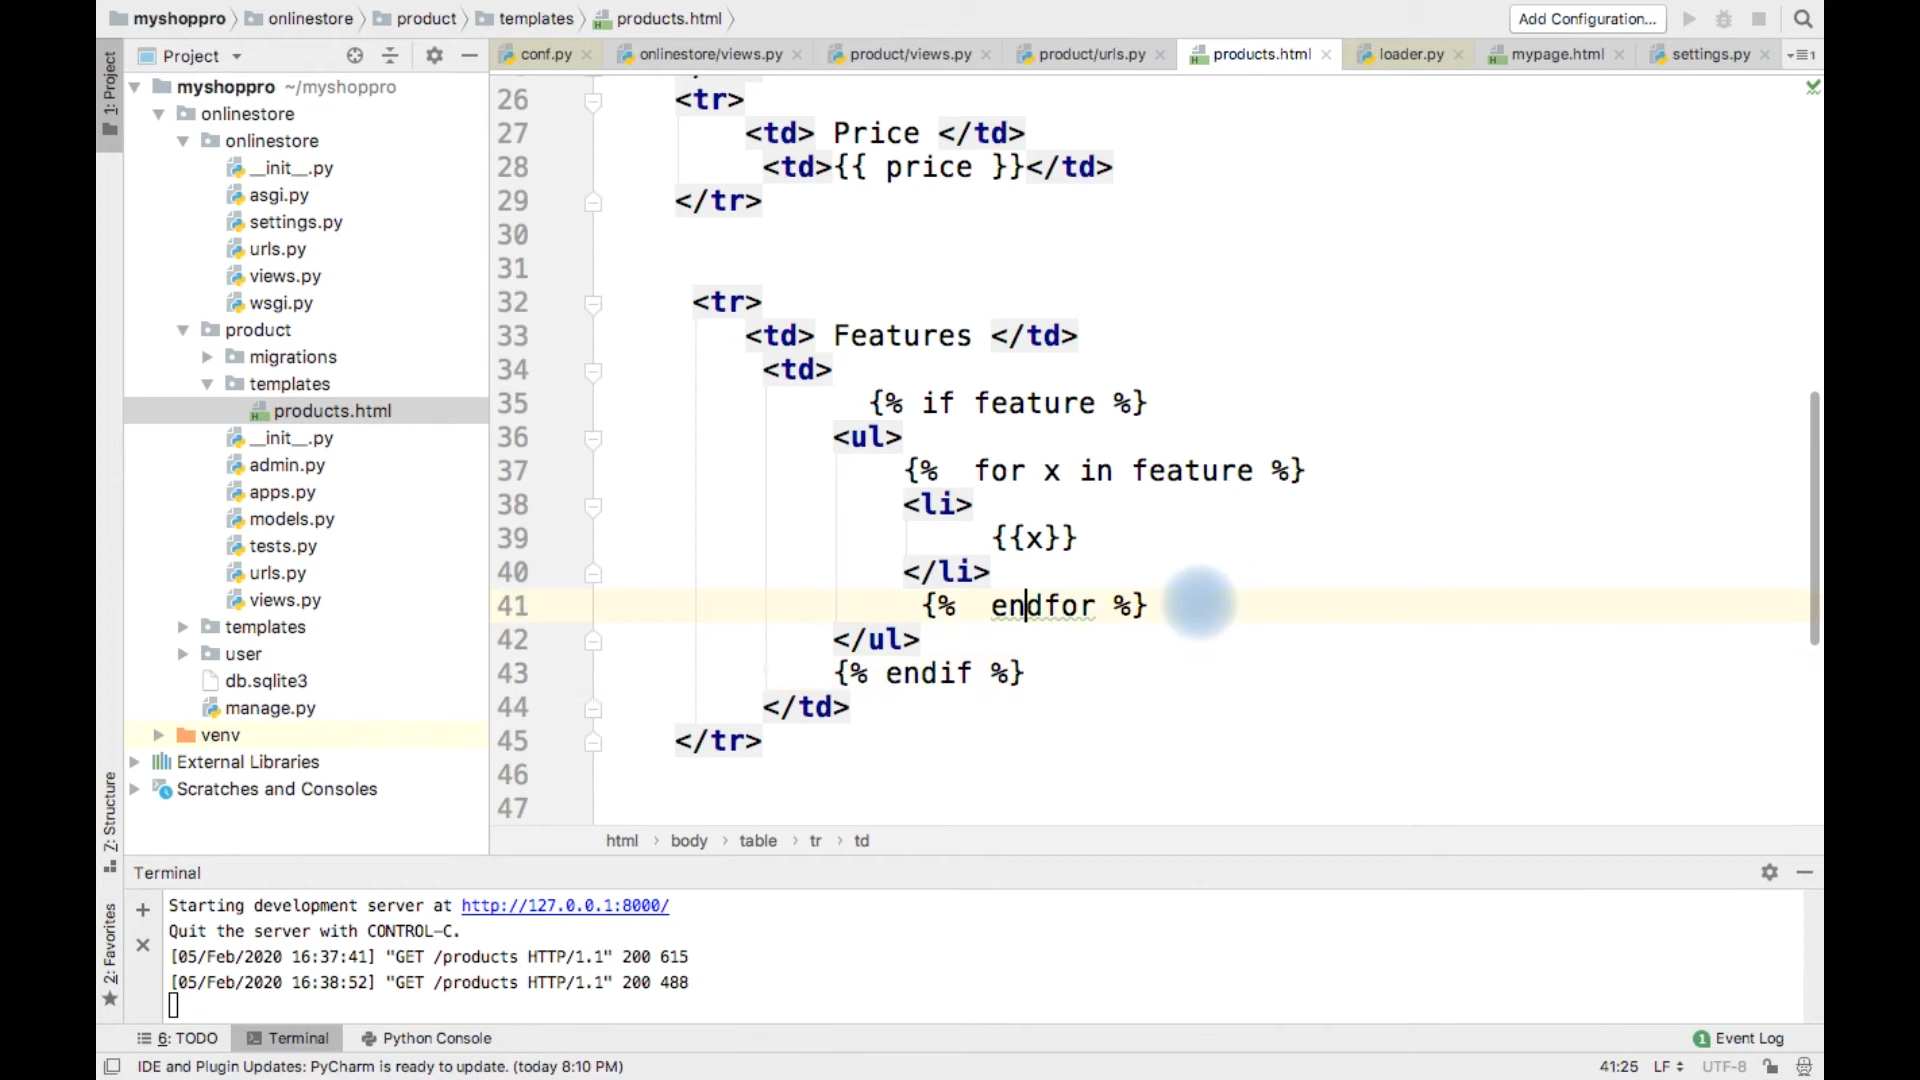 myshoppro onlinestore product templates products.html Add Configuration...
1: Project
Project
conf.py onlinestore/views.py product/views.py product/urls.py products.html loader.py mypage.html settings.py 1
myshoppro ~/myshoppro
onlinestore
onlinestore
__init__.py
asgi.py
settings.py
urls.py
views.py
wsgi.py
product
migrations
templates
products.html
__init__.py
admin.py
apps.py
models.py
tests.py
urls.py
views.py
templates
user
db.sqlite3
manage.py
venv
External Libraries
Scratches and Consoles
26 <tr>
27 <td> Price </td>
28 <td>{{ price }}</td>
29 </tr>
30
31
32 <tr>
33 <td> Features </td>
34 <td>
35 {% if feature %}
36 <ul>
37 {%  for x in feature %}
38 <li>
39 {{x}}
40 </li>
41 {%  endfor %}
42 </ul>
43 {% endif %}
44 </td>
45 </tr>
46
47
html body table tr td
Z: Structure
2: Favorites
Terminal
Starting development server at http://127.0.0.1:8000/
Quit the server with CONTROL-C.
[05/Feb/2020 16:37:41] "GET /products HTTP/1.1" 200 615
[05/Feb/2020 16:38:52] "GET /products HTTP/1.1" 200 488
6: TODO Terminal Python Console 1 Event Log
IDE and Plugin Updates: PyCharm is ready to update. (today 8:10 PM) 41:25 LF UTF-8